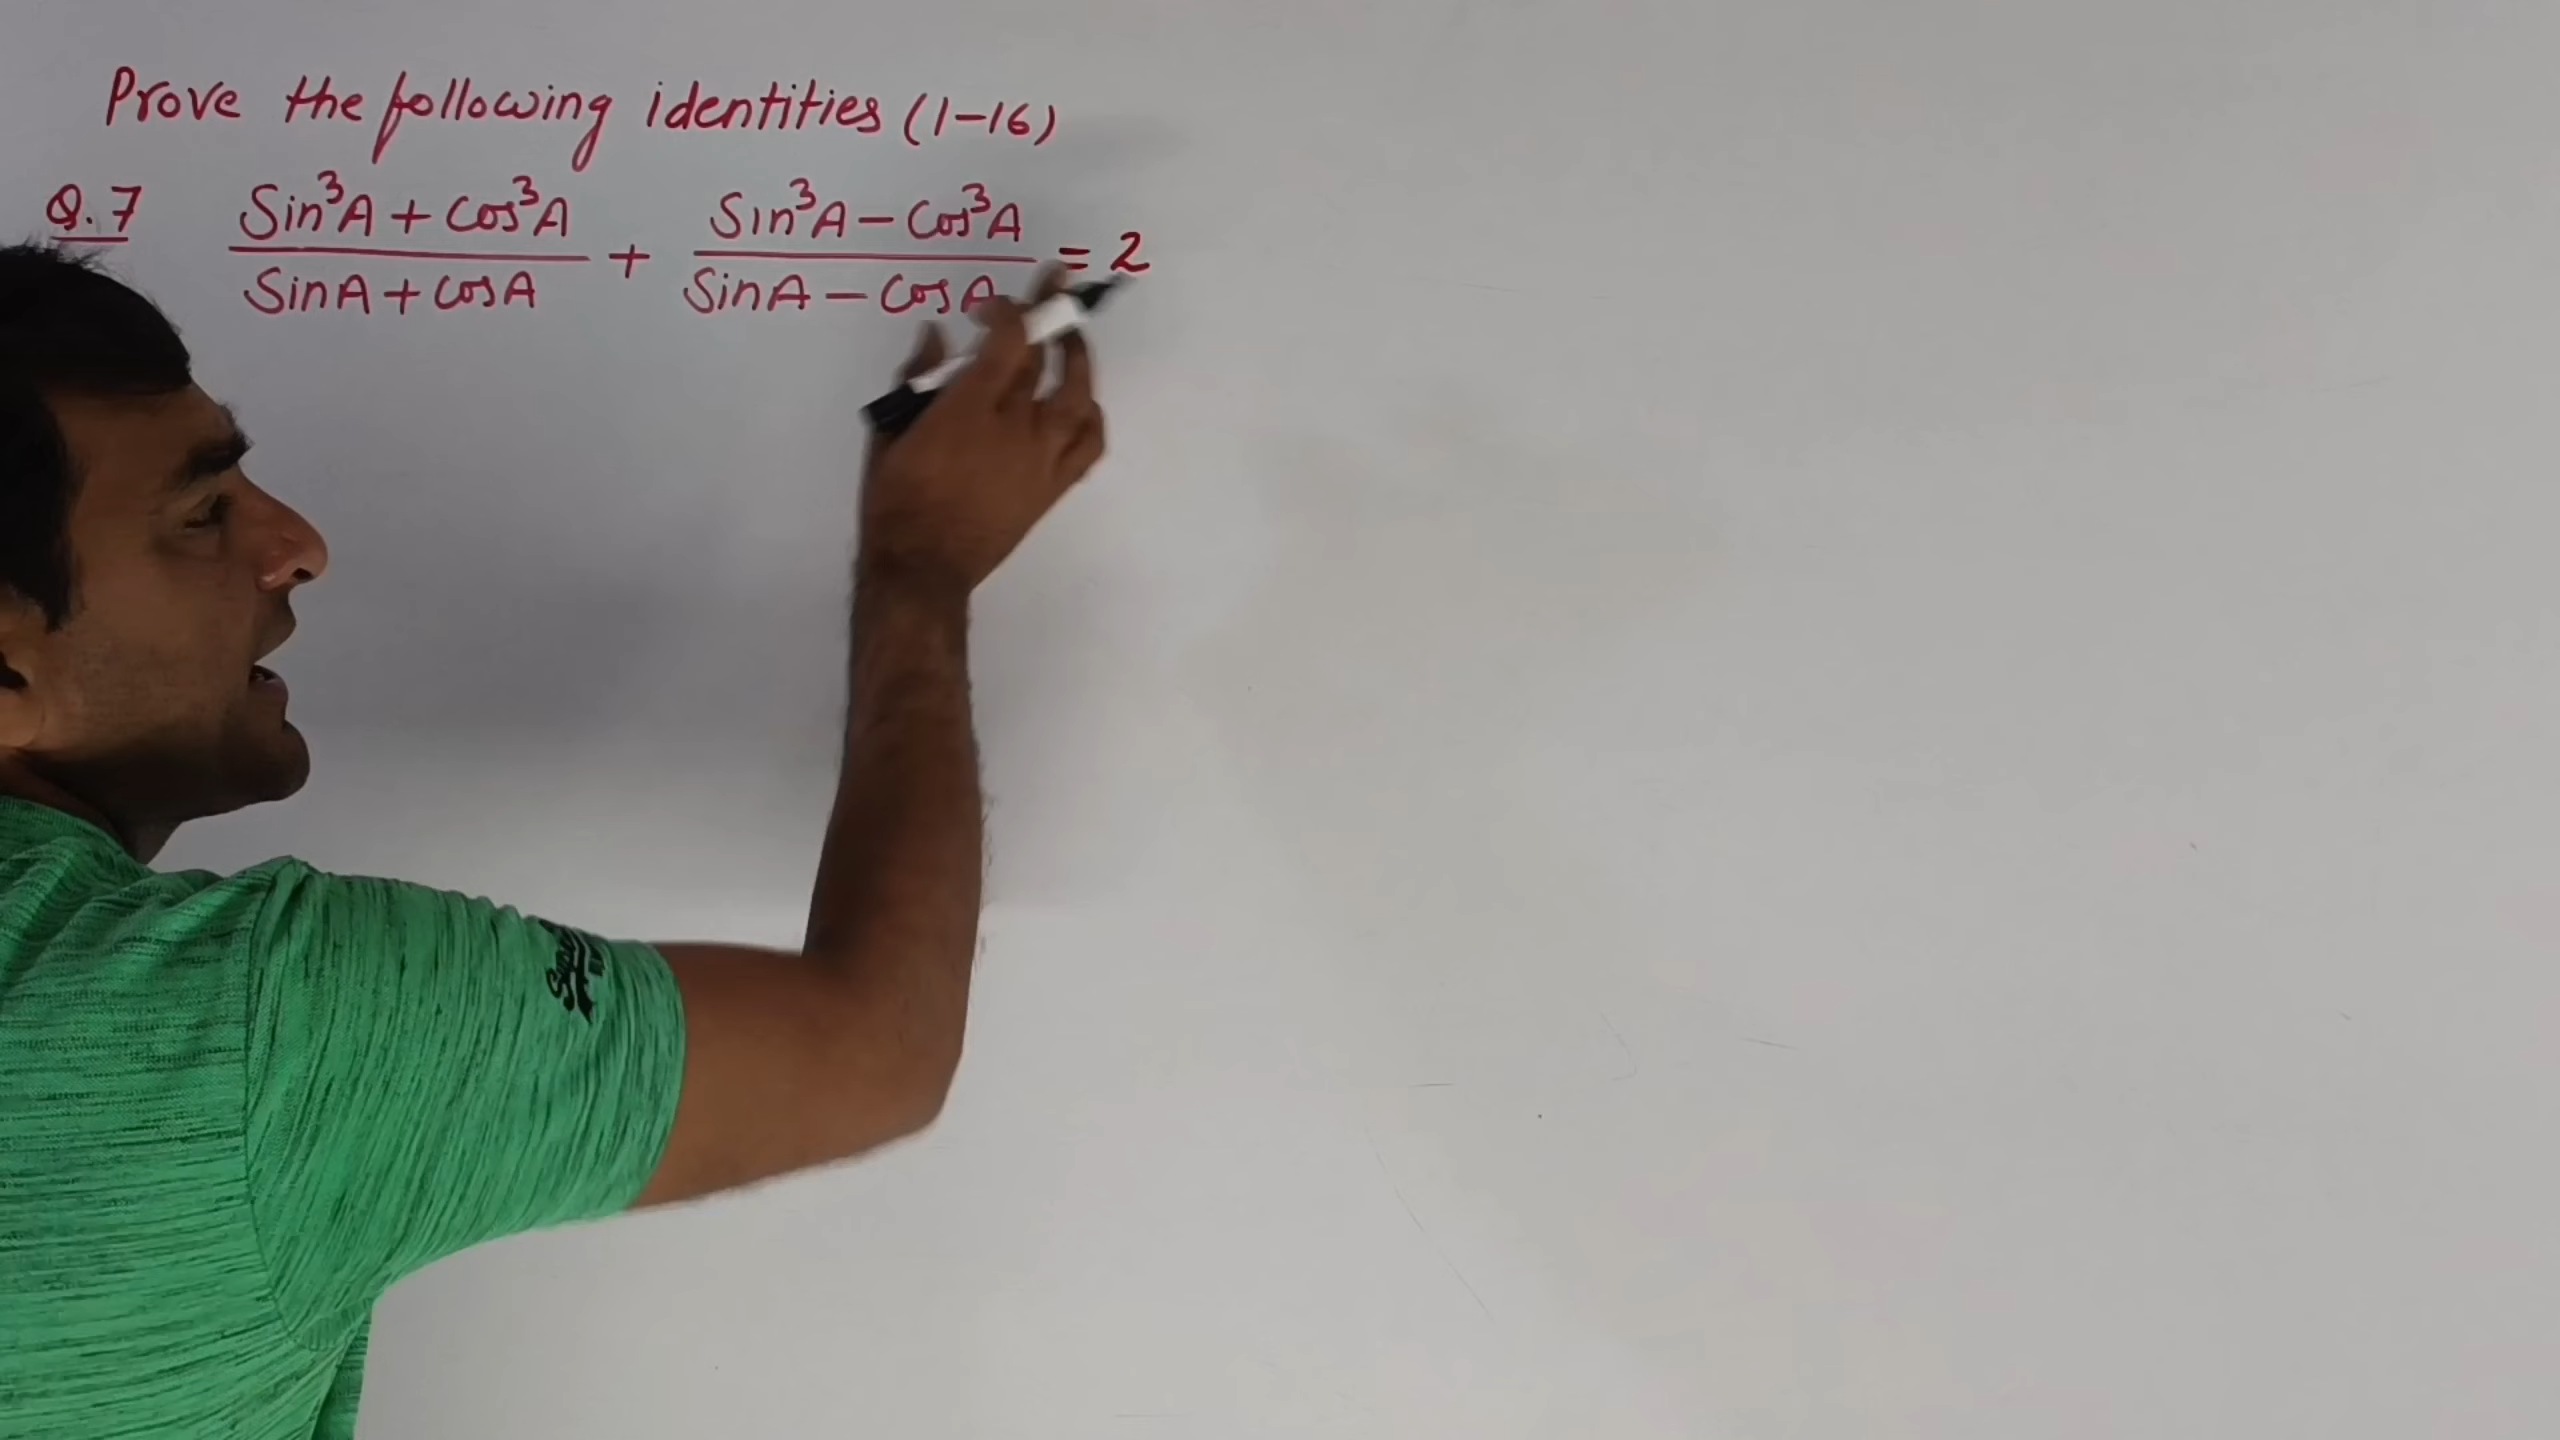 Prove the following identities (1-16)
Q.7 Sin³A + Cos³A / SinA + CosA + Sin³A - Cos³A / SinA - CosA = 2